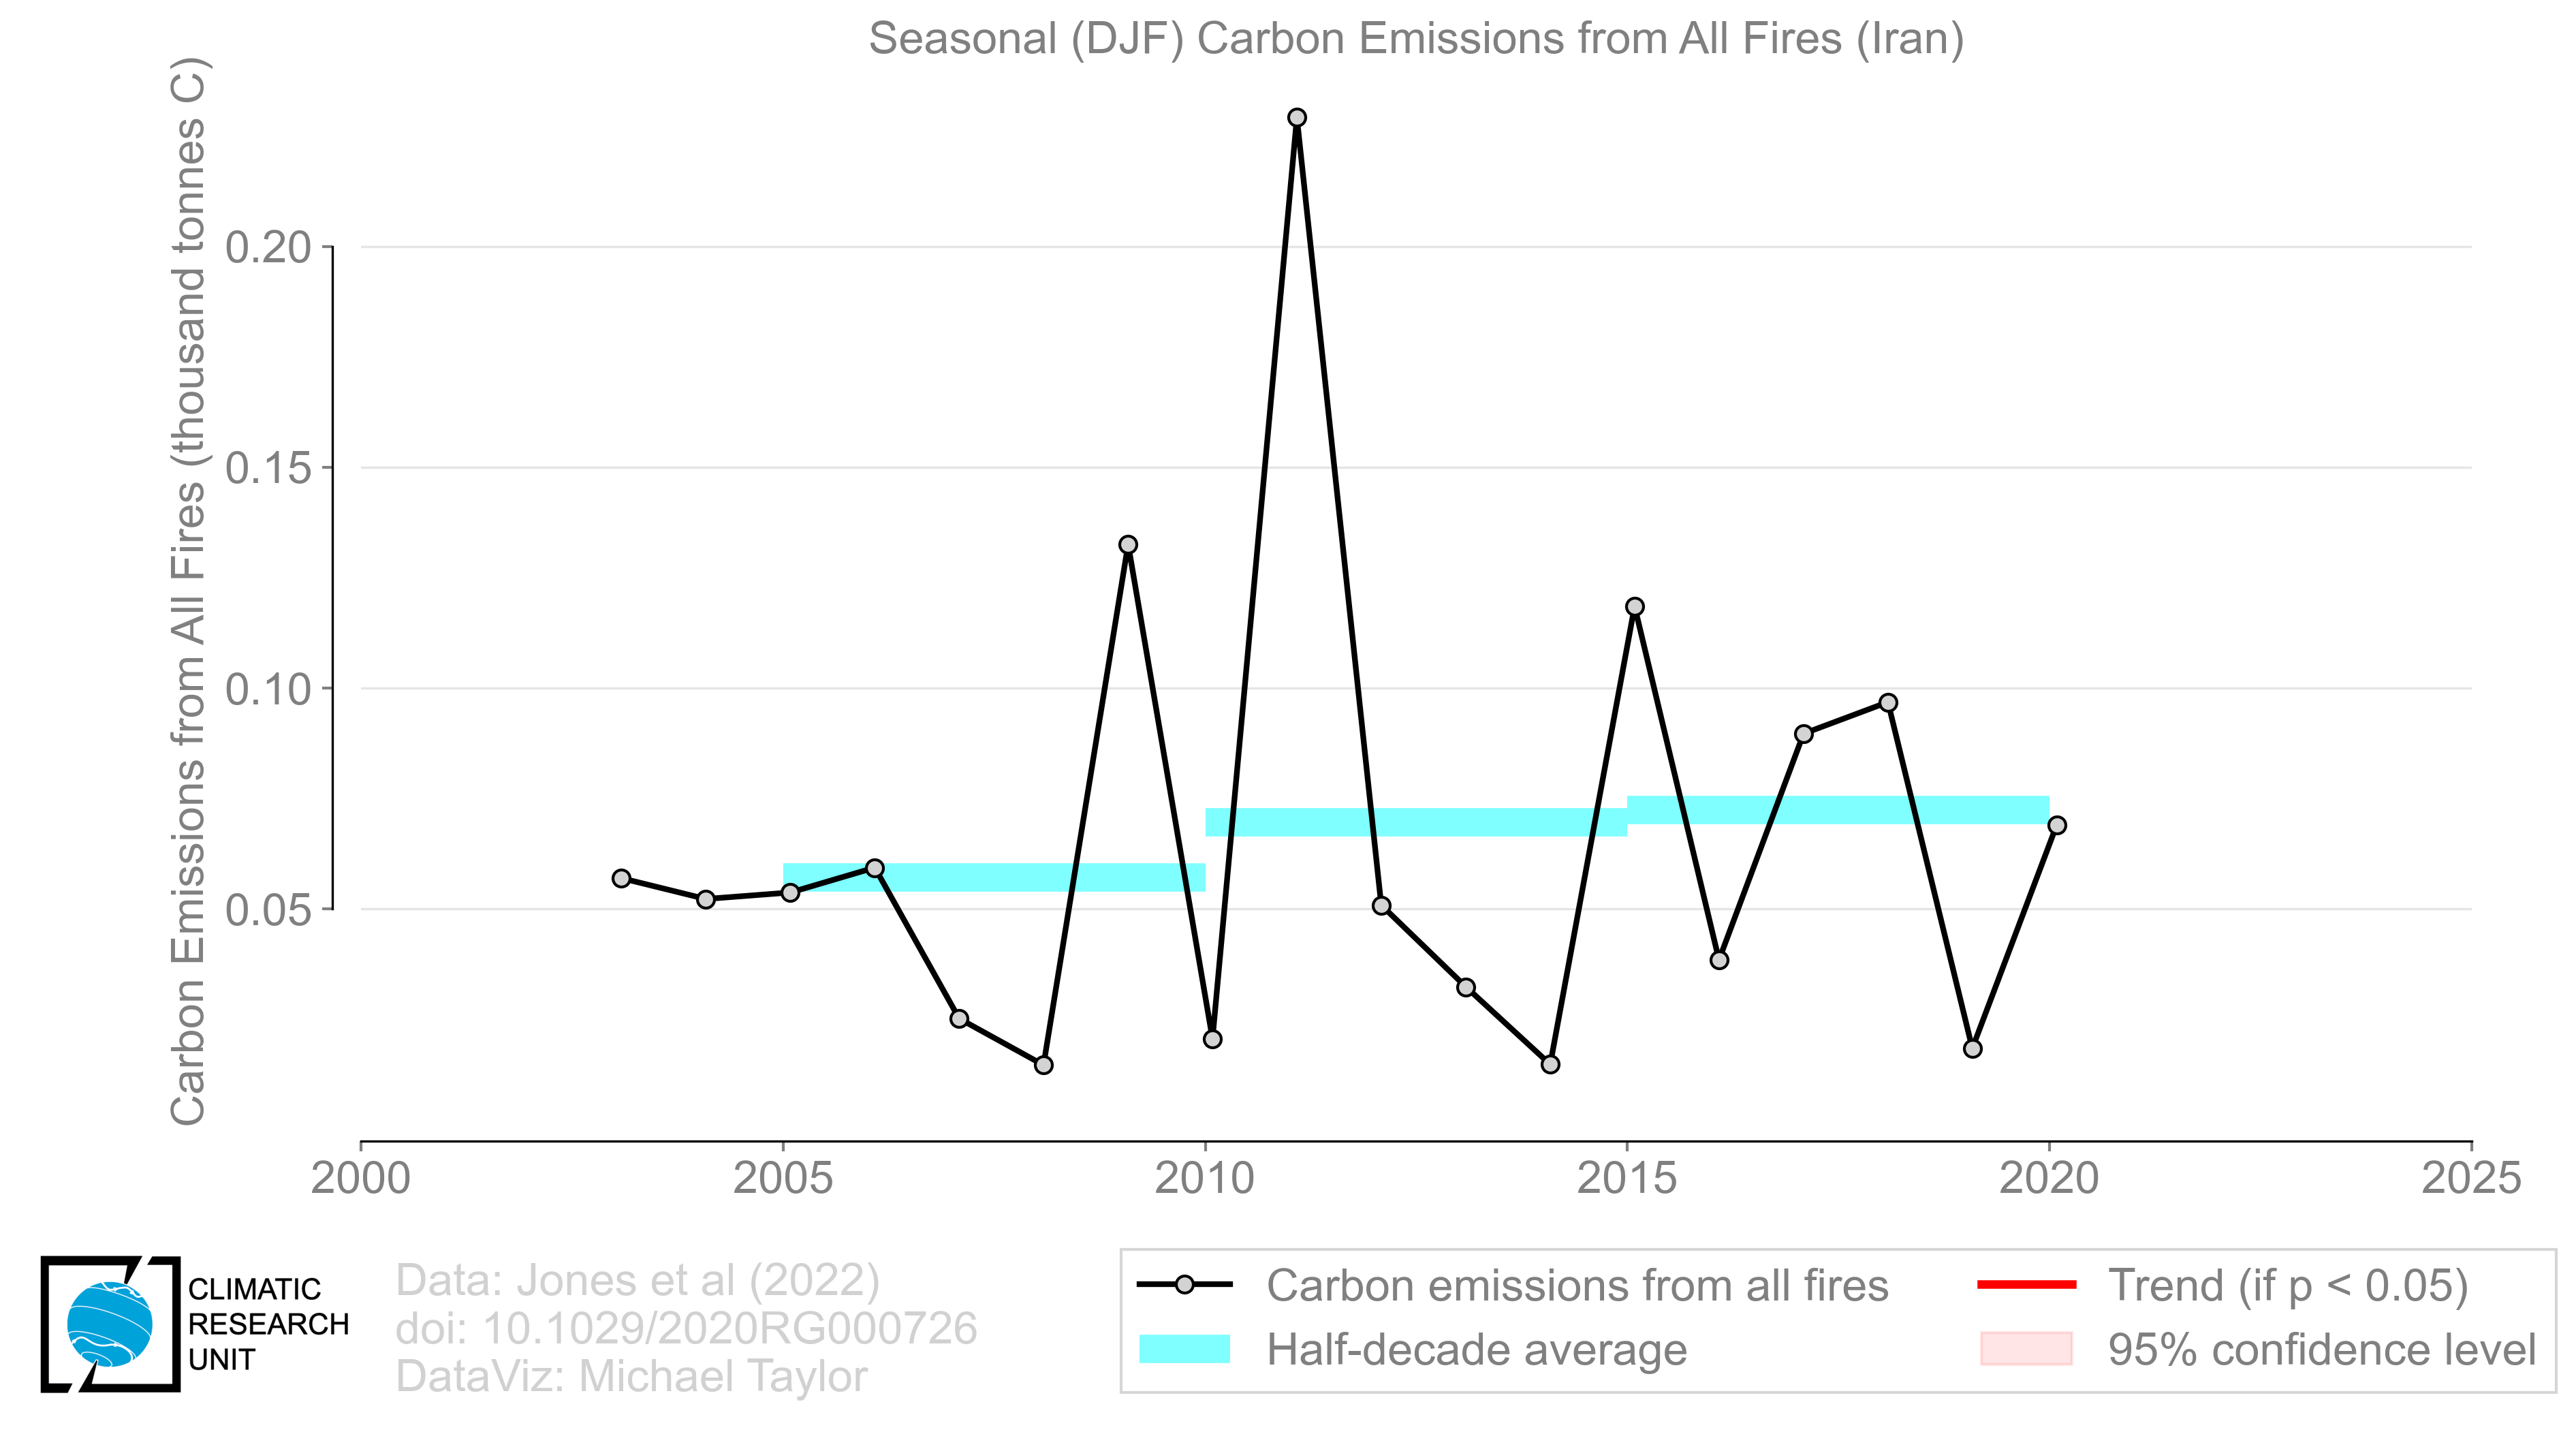 Seasonal (DJF) Carbon Emissions from All Fires (Iran)
Carbon Emissions from All Fires (thousand tonnes C)
0.20
0.15
0.10
0.05
2000 2005 2010 2015 2020 2025
CLIMATIC
RESEARCH
UNIT
Data: Jones et al (2022)
doi: 10.1029/2020RG000726
DataViz: Michael Taylor
Carbon emissions from all fires
Half-decade average
Trend (if p < 0.05)
95% confidence level